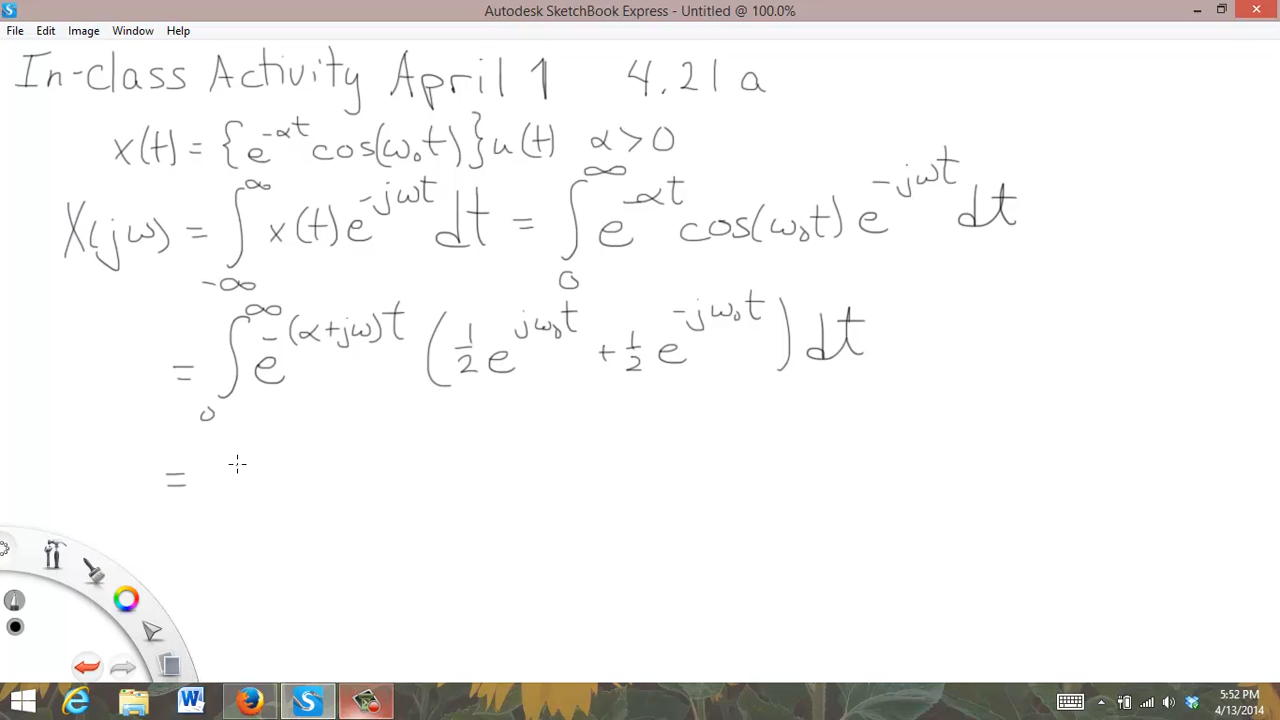 Autodesk SketchBook Express - Untitled @ 100.0%
File Edit Image Window Help
In-class Activity April 1 4.21 a
x(t) = {e^{-αt} cos(ω₀t)}u(t) α > 0
X(jω) = ∫_{-∞}^{∞} x(t)e^{-jωt} dt = ∫_{0}^{∞} e^{-αt} cos(ω₀t) e^{-jωt} dt
= ∫_{0}^{∞} e^{-(α+jω)t} (½ e^{jω₀t} + ½ e^{-jω₀t}) dt
=
5:52 PM
4/13/2014